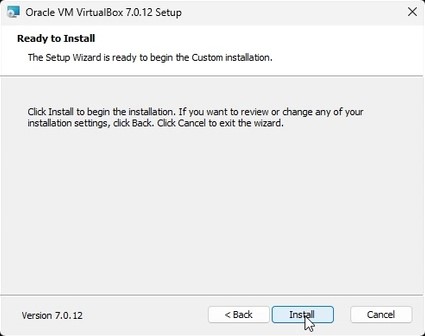 Oracle VM VirtualBox 7.0.12 Setup
Ready to Install
The Setup Wizard is ready to begin the Custom installation.
Click Install to begin the installation. If you want to review or change any of your
installation settings, click Back. Click Cancel to exit the wizard.
Version 7.0.12
< Back
Install
Cancel